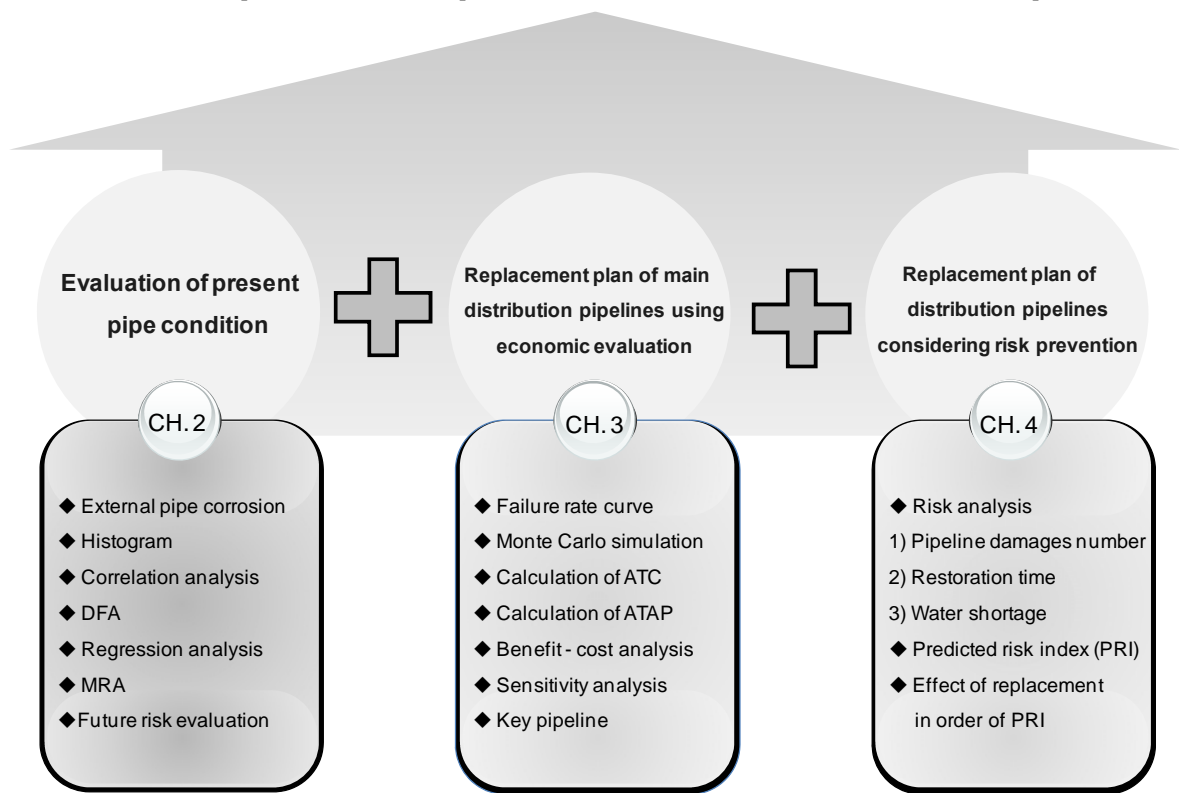 Evaluation of present
pipe condition
Replacement plan of main
distribution pipelines using
economic evaluation
Replacement plan of
distribution pipelines
considering risk prevention
CH. 2
◆ External pipe corrosion
◆ Histogram
◆ Correlation analysis
◆ DFA
◆ Regression analysis
◆ MRA
◆ Future risk evaluation
CH. 3
◆ Failure rate curve
◆ Monte Carlo simulation
◆ Calculation of ATC
◆ Calculation of ATAP
◆ Benefit - cost analysis
◆ Sensitivity analysis
◆ Key pipeline
CH. 4
◆ Risk analysis
1) Pipeline damages number
2) Restoration time
3) Water shortage
◆ Predicted risk index (PRI)
◆ Effect of replacement
in order of PRI